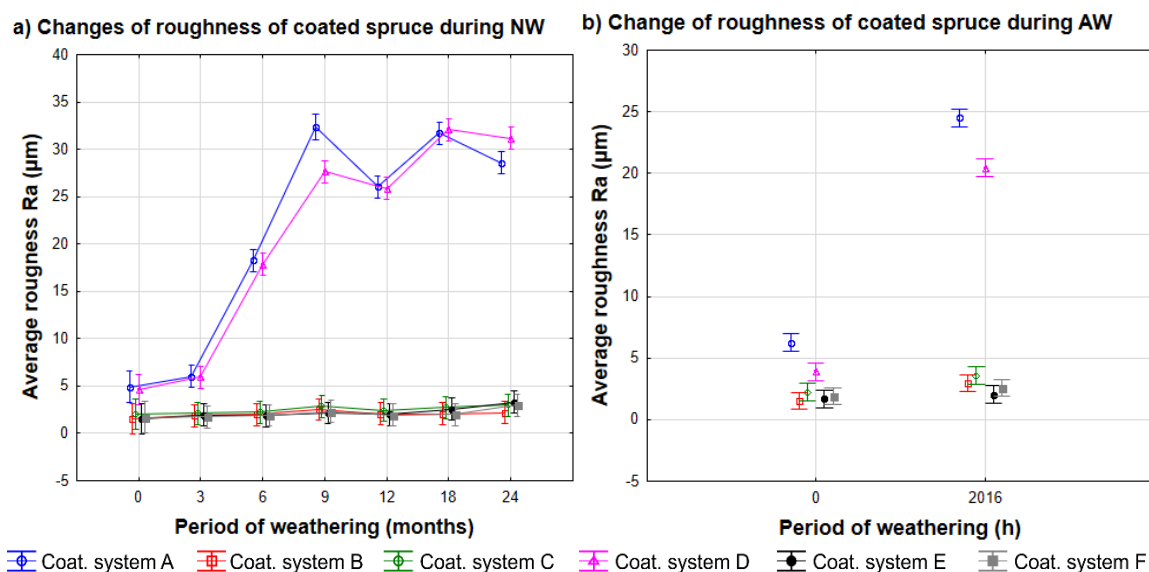 a) Changes of roughness of coated spruce during NW
40
35
30
25
20
15
10
5
0
-5
Average rougness Ra (µm)
0 3 6 9 12 18 24
Period of weathering (months)
b) Change of roughness of coated spruce during AW
30
25
20
15
10
5
0
-5
Average roughness Ra (µm)
0 2016
Period of weathering (h)
Coat. system A Coat. system B Coat. system C Coat. system D Coat. system E Coat. system F